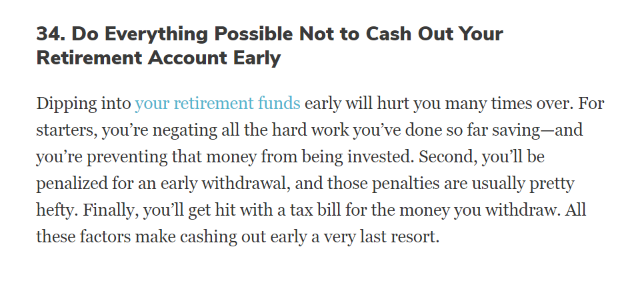 34. Do Everything Possible Not to Cash Out Your
Retirement Account Early
Dipping into your retirement funds early will hurt you many times over. For
starters, you’re negating all the hard work you’ve done so far saving—and
you’re preventing that money from being invested. Second, you’ll be
penalized for an early withdrawal, and those penalties are usually pretty
hefty. Finally, you’ll get hit with a tax bill for the money you withdraw. All
these factors make cashing out early a very last resort.